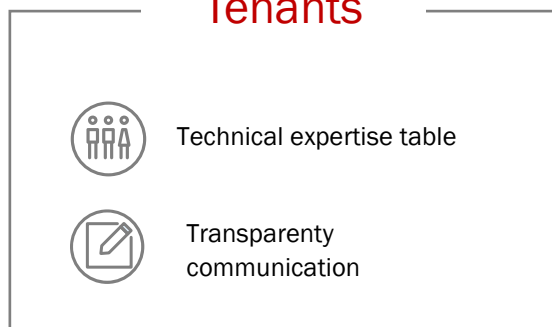 Tenants
Technical expertise table
Transparenty
communication